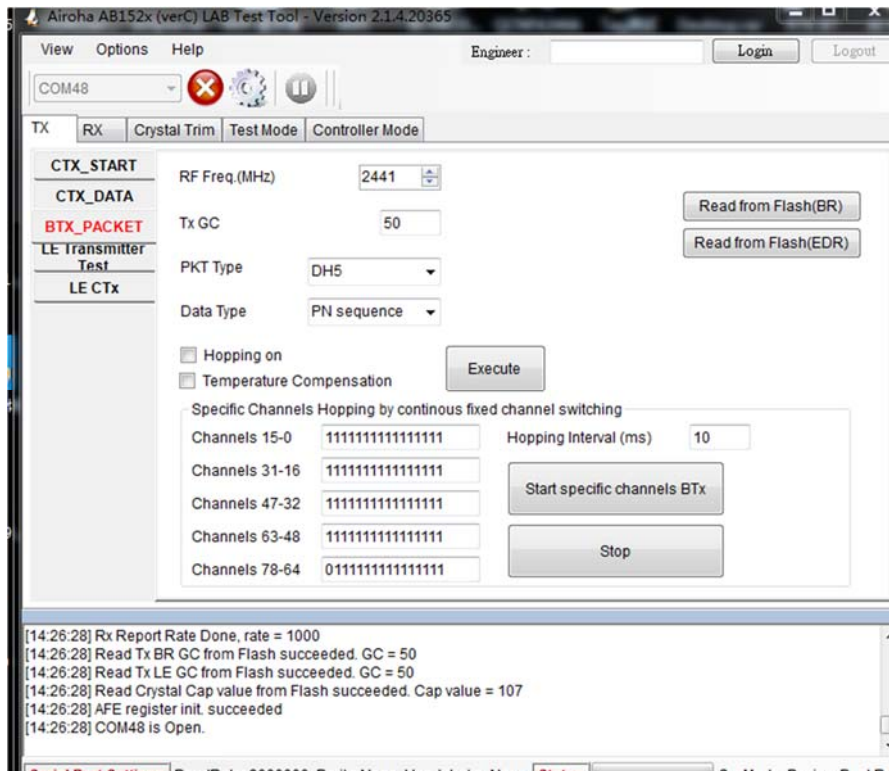 Airoha AB152x (verC) LAB Test Tool - Version 2.1.4.20365
View Options Help Engineer : Login Logout
COM48
TX RX Crystal Trim Test Mode Controller Mode
CTX_START
CTX_DATA
BTX_PACKET
LE Transmitter
Test
LE CTx
RF Freq.(MHz) 2441
Read from Flash(BR)
Tx GC 50
Read from Flash(EDR)
PKT Type DH5
Data Type PN sequence
Hopping on
Temperature Compensation
Execute
Specific Channels Hopping by continous fixed channel switching
Channels 15-0 1111111111111111 Hopping Interval (ms) 10
Channels 31-16 1111111111111111
Start specific channels BTx
Channels 47-32 1111111111111111
Channels 63-48 1111111111111111
Stop
Channels 78-64 0111111111111111
[14:26:28] Rx Report Rate Done, rate = 1000
[14:26:28] Read Tx BR GC from Flash succeeded. GC = 50
[14:26:28] Read Tx LE GC from Flash succeeded. GC = 50
[14:26:28] Read Crystal Cap value from Flash succeeded. Cap value = 107
[14:26:28] AFE register init. succeeded
[14:26:28] COM48 is Open.